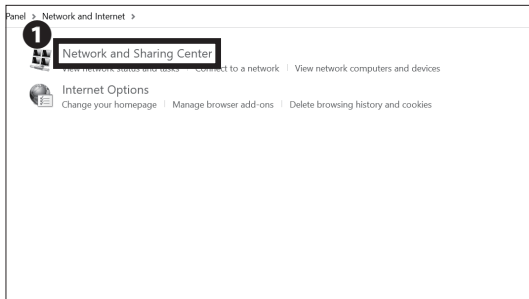 Panel > Network and Internet >
1
Network and Sharing Center
View network status and tasks | Connect to a network | View network computers and devices
Internet Options
Change your homepage | Manage browser add-ons | Delete browsing history and cookies